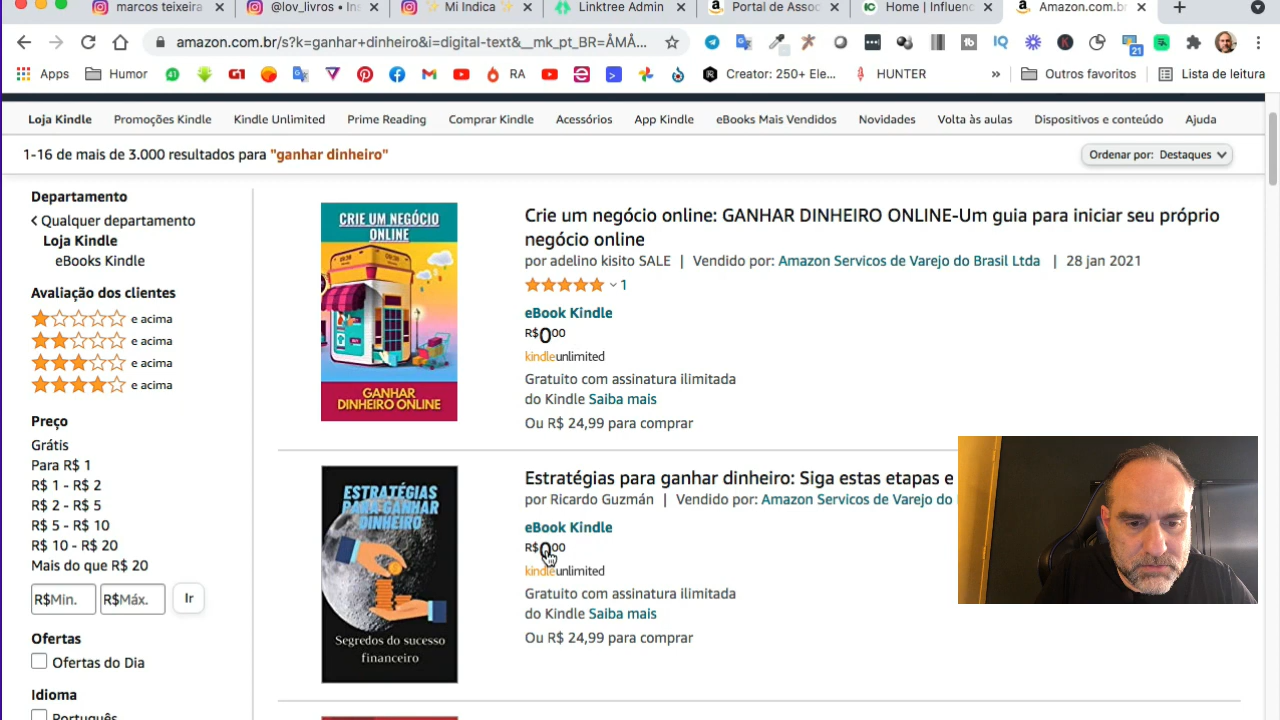 marcos teixeira
@lov_livros • Ins
✨ Mi Indica ✨
Linktree Admin
Portal de Assoc
Home | Influenc
Amazon.com.b
amazon.com.br/s?k=ganhar+dinheiro&i=digital-text&__mk_pt_BR=ÅMÅ...
21
Apps
Humor
G1
RA
Creator: 250+ Ele...
HUNTER
»
Outros favoritos
Lista de leitura
Loja Kindle
Promoções Kindle
Kindle Unlimited
Prime Reading
Comprar Kindle
Acessórios
App Kindle
eBooks Mais Vendidos
Novidades
Volta às aulas
Dispositivos e conteúdo
Ajuda
1-16 de mais de 3.000 resultados para "ganhar dinheiro"
Ordenar por: Destaques
Departamento
Qualquer departamento
Loja Kindle
eBooks Kindle
Avaliação dos clientes
e acima
e acima
e acima
e acima
Preço
Grátis
Para R$ 1
R$ 1 - R$ 2
R$ 2 - R$ 5
R$ 5 - R$ 10
R$ 10 - R$ 20
Mais do que R$ 20
R$Min.
R$Máx.
Ir
Ofertas
Ofertas do Dia
Idioma
Português
CRIE UM NEGÓCIO
ONLINE
GANHAR
DINHEIRO ONLINE
Crie um negócio online: GANHAR DINHEIRO ONLINE-Um guia para iniciar seu próprio
negócio online
por adelino kisito SALE | Vendido por: Amazon Servicos de Varejo do Brasil Ltda | 28 jan 2021
1
eBook Kindle
R$0,00
kindleunlimited
Gratuito com assinatura ilimitada
do Kindle Saiba mais
Ou R$ 24,99 para comprar
ESTRATÉGIAS
PARA GANHAR
DINHEIRO
Segredos do sucesso
financeiro
Estratégias para ganhar dinheiro: Siga estas etapas e
por Ricardo Guzmán | Vendido por: Amazon Servicos de Varejo do
eBook Kindle
R$0,00
kindleunlimited
Gratuito com assinatura ilimitada
do Kindle Saiba mais
Ou R$ 24,99 para comprar